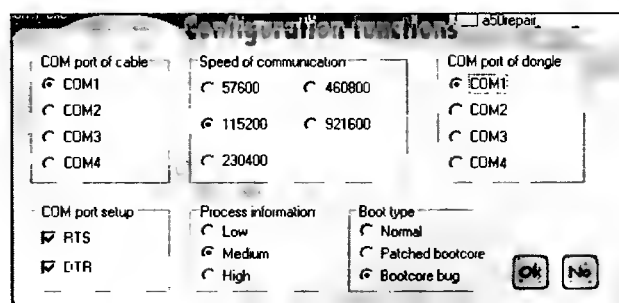 Configuration functions
a50repair
COM port of cable
COM1
COM2
COM3
COM4
Speed of communication
57600
460800
115200
921600
230400
COM port of dongle
COM1
COM2
COM3
COM4
COM port setup
RTS
DTR
Process information
Low
Medium
High
Boot type
Normal
Patched bootcore
Bootcore bug
Ok
No